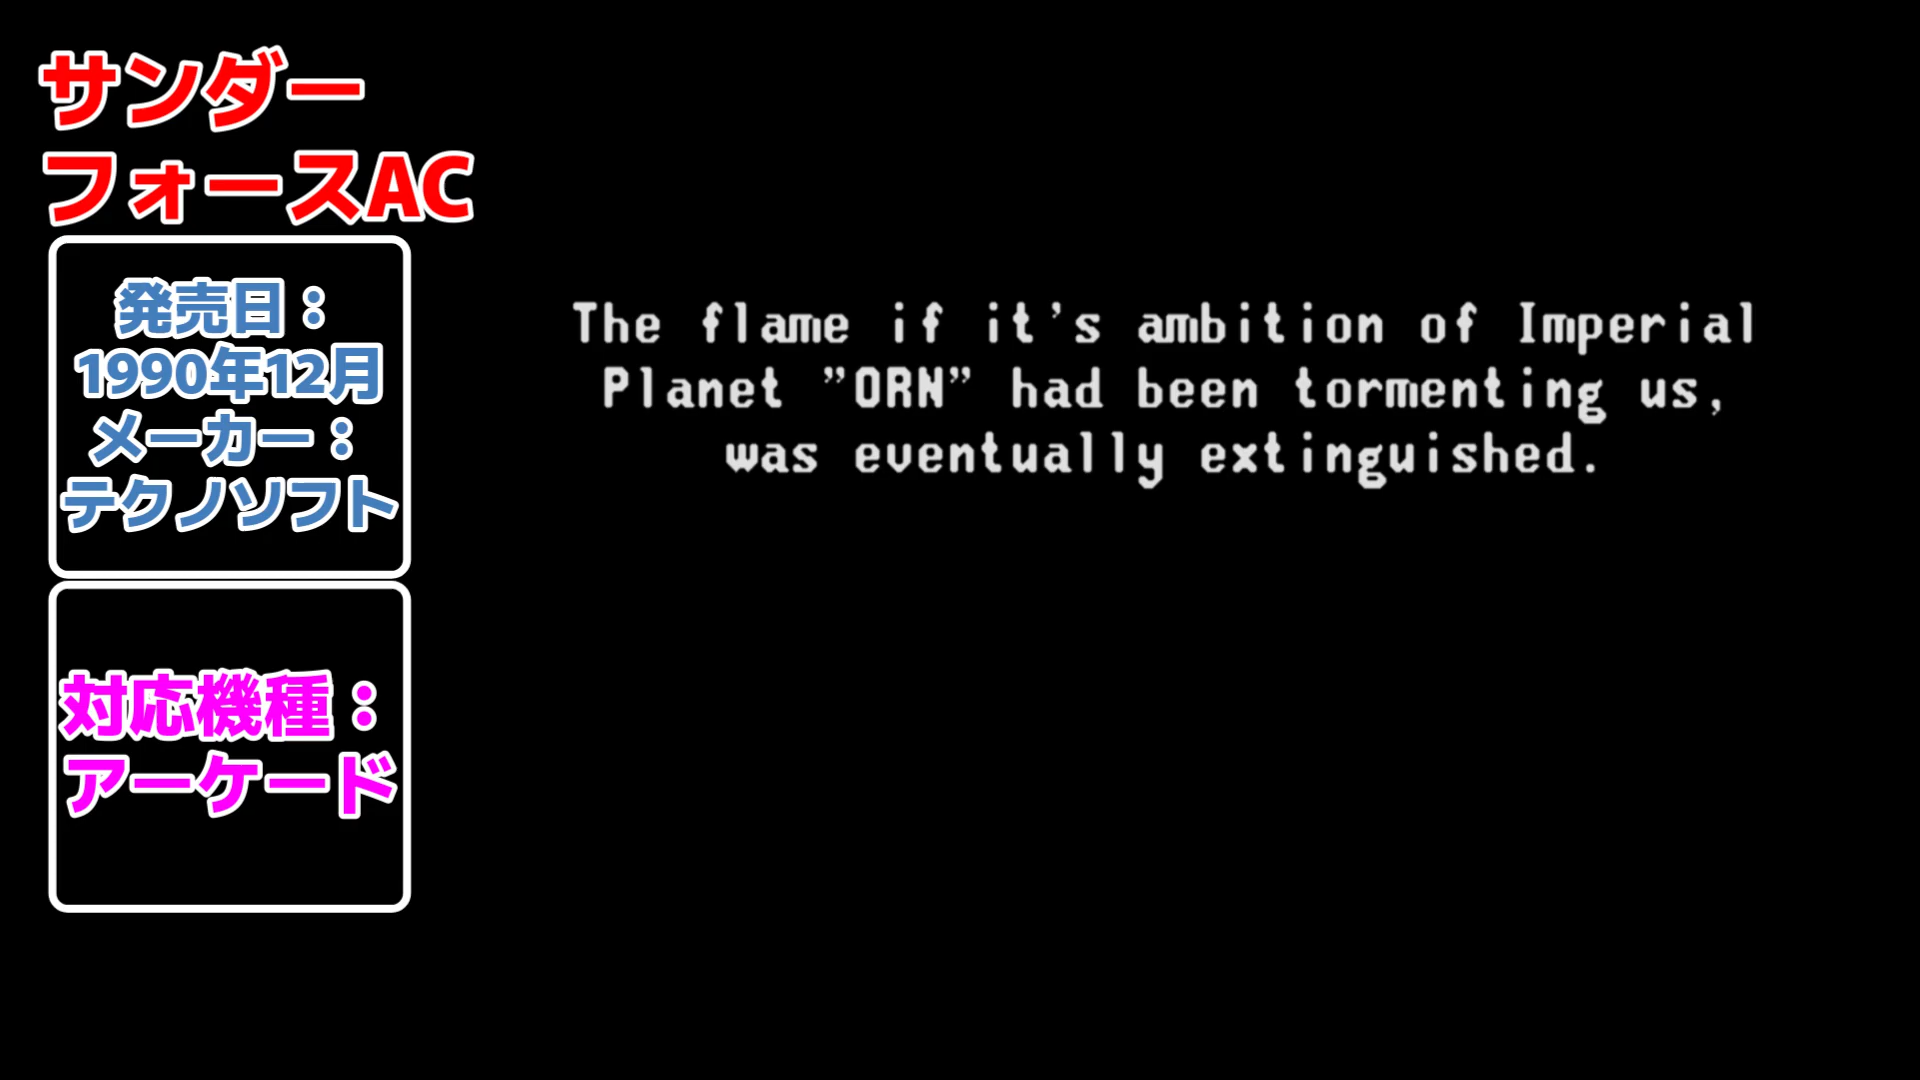 サンダー
フォースAC
発売日：
1990年12月
メーカー：
テクノソフト
対応機種：
アーケード
The flame if it's ambition of Imperial
Planet ”ORN” had been tormenting us,
was eventually extinguished.